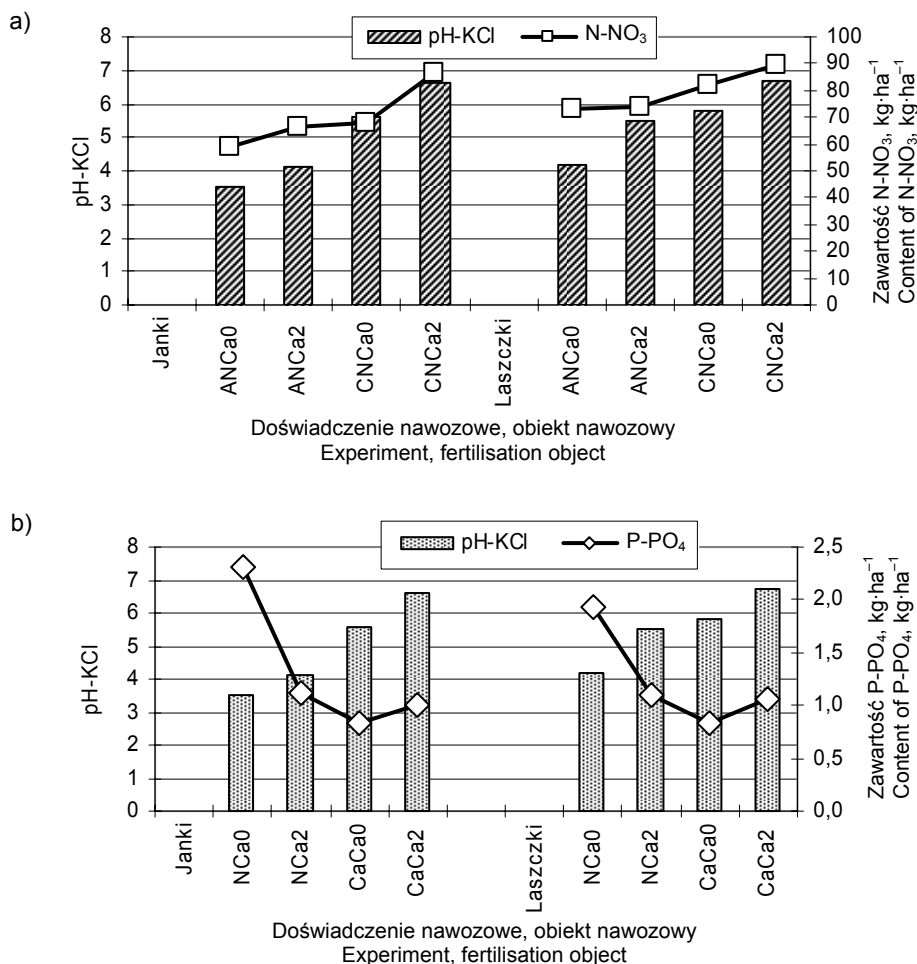 a)
pH-KCl N-NO₃
8
7
6
5
4
3
2
1
0
pH-KCl
100
90
80
70
60
50
40
30
20
10
0
Zawartość N-NO₃, kg·ha⁻¹
Content of N-NO₃, kg·ha⁻¹
Janki
ANCa0
ANCa2
CNCa0
CNCa2
Laszczki
ANCa0
ANCa2
CNCa0
CNCa2
Doświadczenie nawozowe, obiekt nawozowy
Experiment, fertilisation object
b)
pH-KCl P-PO₄
8
7
6
5
4
3
2
1
0
pH-KCl
2,5
2,0
1,5
1,0
0,5
0,0
Zawartość P-PO₄, kg·ha⁻¹
Content of P-PO₄, kg·ha⁻¹
Janki
NCa0
NCa2
CaCa0
CaCa2
Laszczki
NCa0
NCa2
CaCa0
CaCa2
Doświadczenie nawozowe, obiekt nawozowy
Experiment, fertilisation object